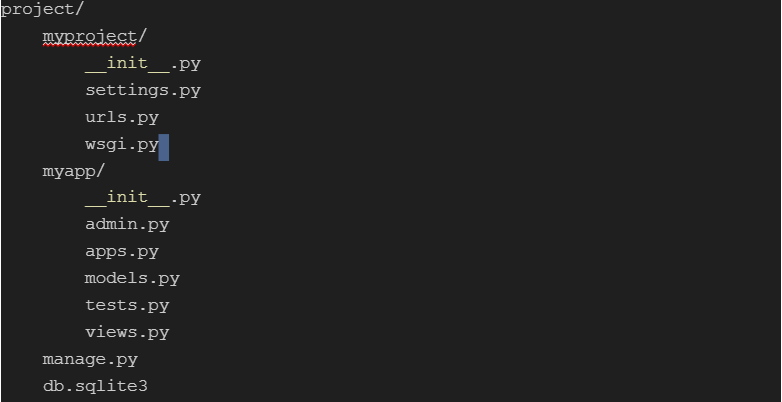 project/
    myproject/
        __init__.py
        settings.py
        urls.py
        wsgi.py
    myapp/
        __init__.py
        admin.py
        apps.py
        models.py
        tests.py
        views.py
    manage.py
    db.sqlite3